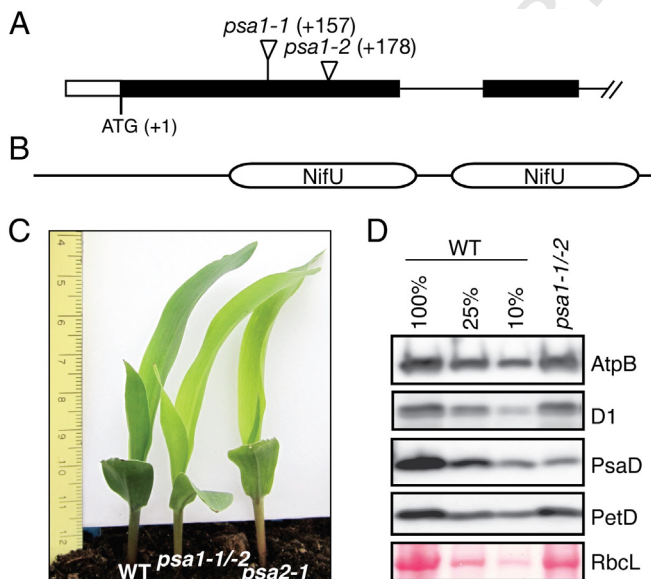 A
psa1-1 (+157)
psa1-2 (+178)
ATG (+1)
B
NifU NifU
C
4
5
6
7
8
9
10
11
12
WT psa1-1/-2 psa2-1
D
WT
100% 25% 10% psa1-1/-2
AtpB
D1
PsaD
PetD
RbcL